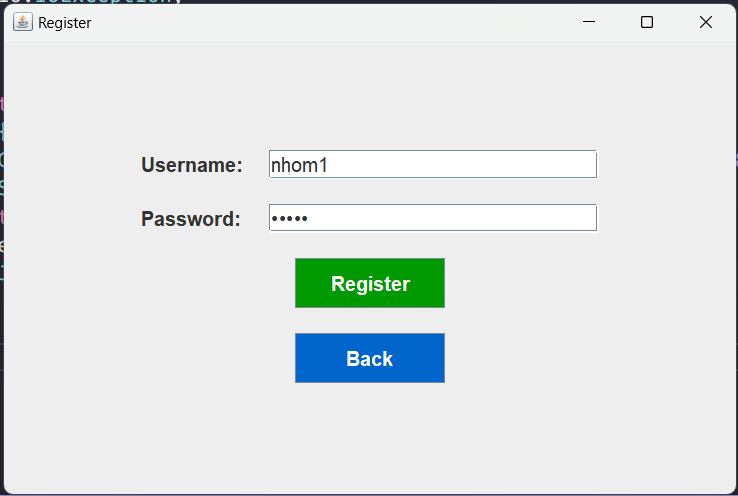 Register
Username: nhom1
Password: •••••
Register
Back